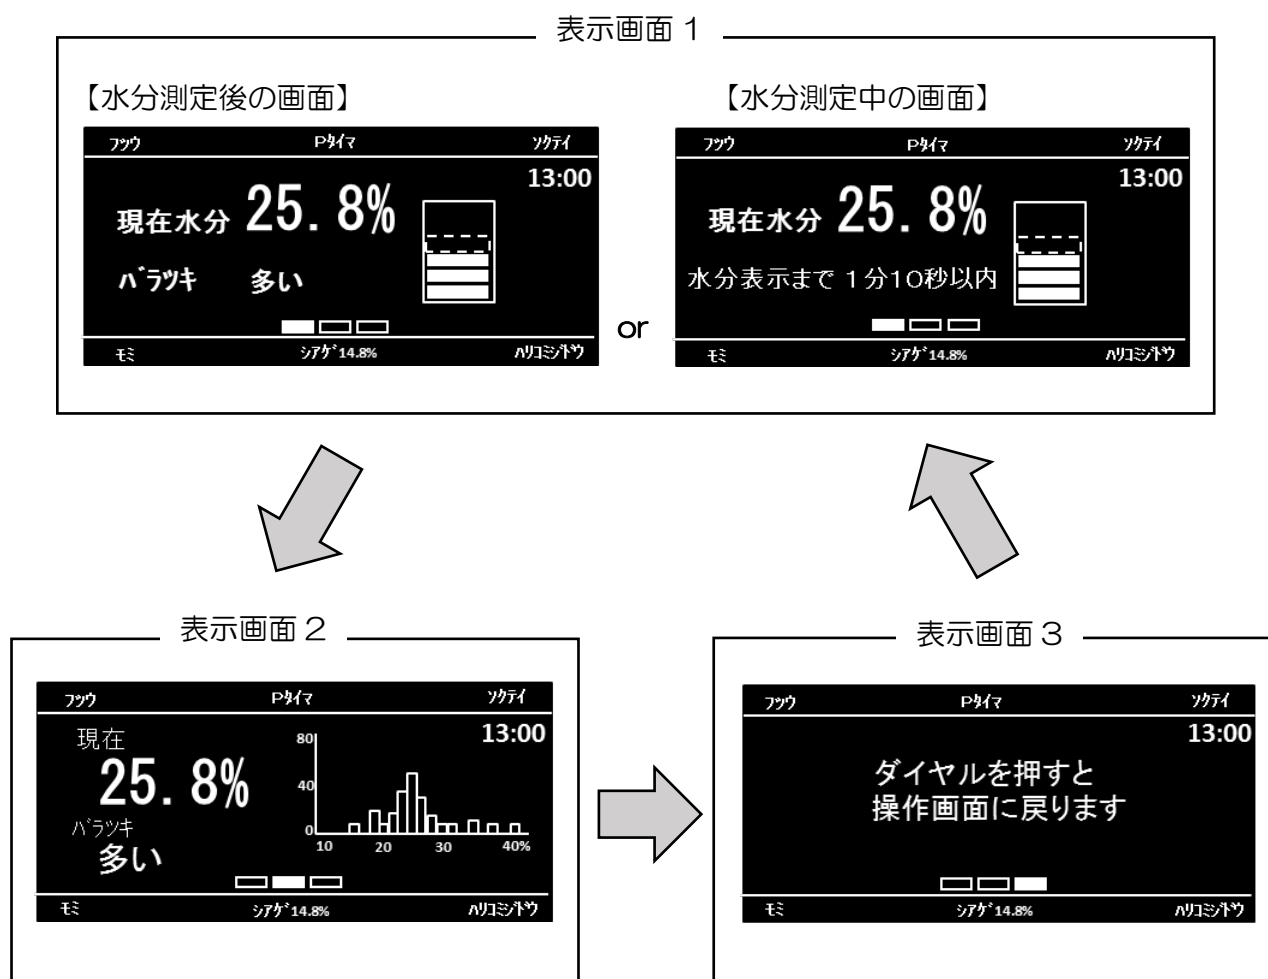 表示画面1
【水分測定後の画面】
フツウ Pタイマ ソクテイ
13:00
現在水分 25.8%
バラツキ 多い
モミ シアゲ14.8% ハリコミジドウ
or
【水分測定中の画面】
フツウ Pタイマ ソクテイ
13:00
現在水分 25.8%
水分表示まで 1分10秒以内
モミ シアゲ14.8% ハリコミジドウ
表示画面2
フツウ Pタイマ ソクテイ
13:00
現在
25.8%
バラツキ
多い
80
40
0
10 20 30 40%
モミ シアゲ14.8% ハリコミジドウ
表示画面3
フツウ Pタイマ ソクテイ
13:00
ダイヤルを押すと
操作画面に戻ります
モミ シアゲ14.8% ハリコミジドウ